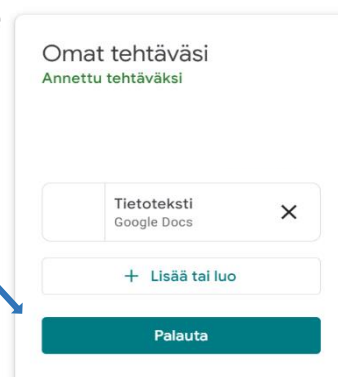 Omat tehtäväsi
Annettu tehtäväksi
Tietoteksti
Google Docs
+ Lisää tai luo
Palauta